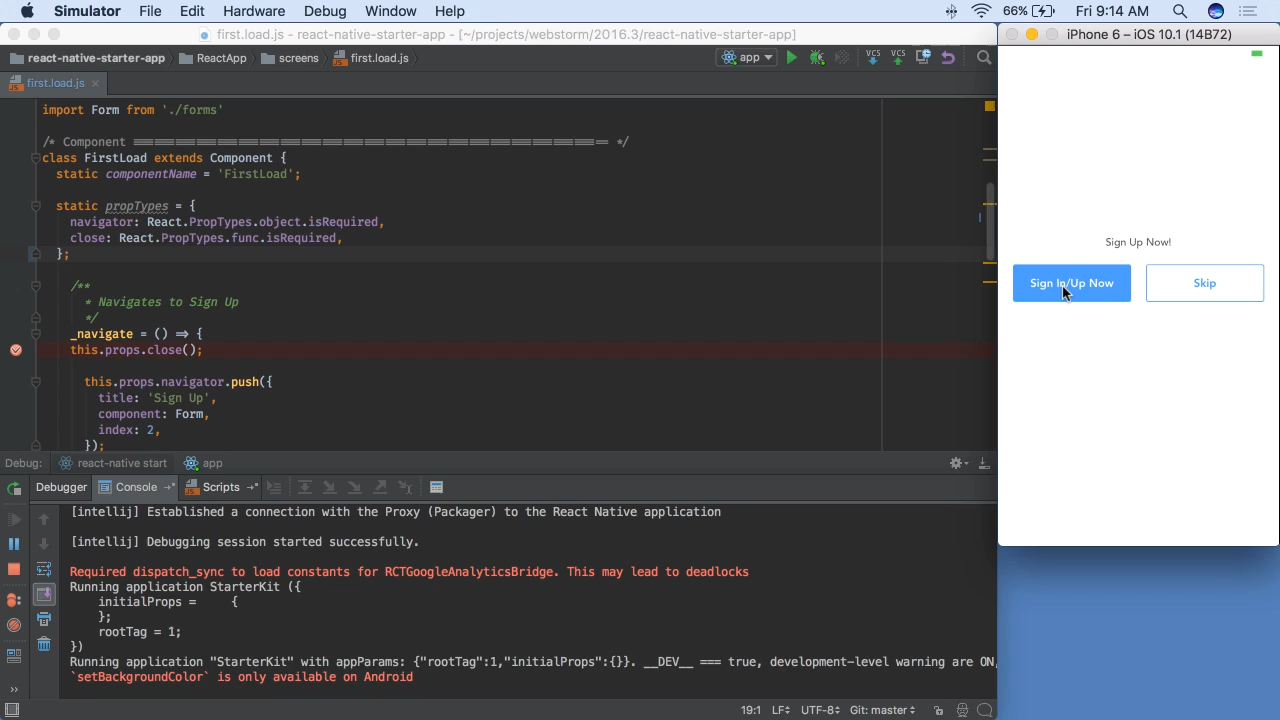 Simulator File Edit Hardware Debug Window Help 66% Fri 9:14 AM
first.load.js - react-native-starter-app - [~/projects/webstorm/2016.3/react-native-starter-app]
iPhone 6 – iOS 10.1 (14B72)
react-native-starter-app ReactApp screens first.load.js app VCS VCS
first.load.js
import Form from './forms'
/* Component ══════════════════════════════════════════════════════════════════ */
class FirstLoad extends Component {
static componentName = 'FirstLoad';
static propTypes = {
navigator: React.PropTypes.object.isRequired,
close: React.PropTypes.func.isRequired,
};
/**
* Navigates to Sign Up
*/
_navigate = () ⇒ {
this.props.close();
this.props.navigator.push({
title: 'Sign Up',
component: Form,
index: 2,
});
Sign Up Now!
Sign In/Up Now
Skip
Debug: react-native start app
Debugger Console Scripts
[intellij] Established a connection with the Proxy (Packager) to the React Native application
[intellij] Debugging session started successfully.
Required dispatch_sync to load constants for RCTGoogleAnalyticsBridge. This may lead to deadlocks
Running application StarterKit ({
initialProps = {
};
rootTag = 1;
})
Running application "StarterKit" with appParams: {"rootTag":1,"initialProps":{}}. __DEV__ === true, development-level warning are ON,
`setBackgroundColor` is only available on Android
19:1 LF UTF-8 Git: master